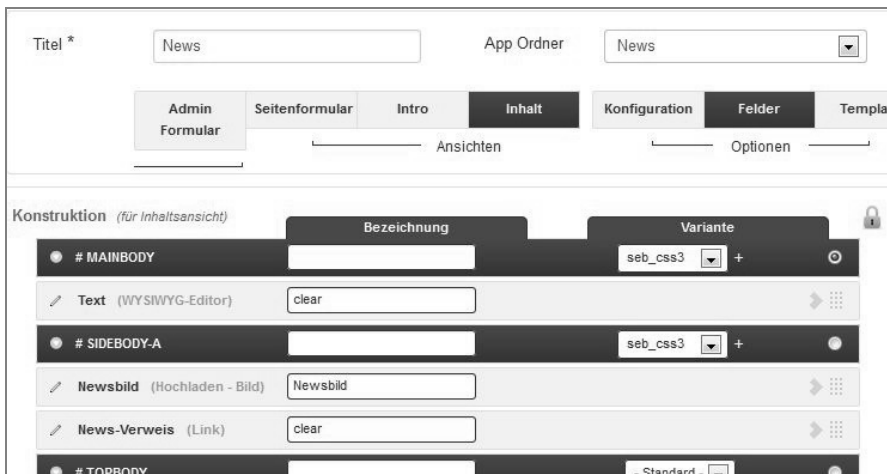 Titel * News App Ordner News
Admin Formular Seitenformular Intro Inhalt Konfiguration Felder Templa
Ansichten Optionen
Konstruktion (für Inhaltsansicht) Bezeichnung Variante
# MAINBODY seb_css3 +
Text (WYSIWYG-Editor) clear
# SIDEBODY-A seb_css3 +
Newsbild (Hochladen - Bild) Newsbild
News-Verweis (Link) clear
# TOPBODY - Standard -